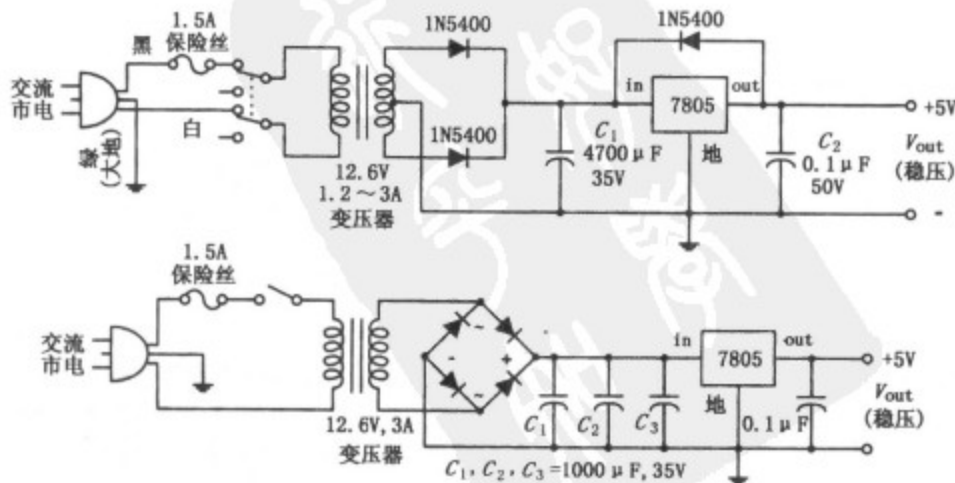 1.5A
保险丝
黑
交流
市电
白
绿
(大地)
12.6V
1.2～3A
变压器
1N5400
1N5400
C₁
4700μF
35V
1N5400
in
7805
out
地
C₂
0.1μF
50V
+5V
Vout
(稳压)
-
1.5A
保险丝
交流
市电
12.6V,3A
变压器
~
-
+
~
C₁
C₂
C₃
C₁, C₂, C₃=1000μF,35V
in
7805
out
地
0.1μF
+5V
Vout
(稳压)